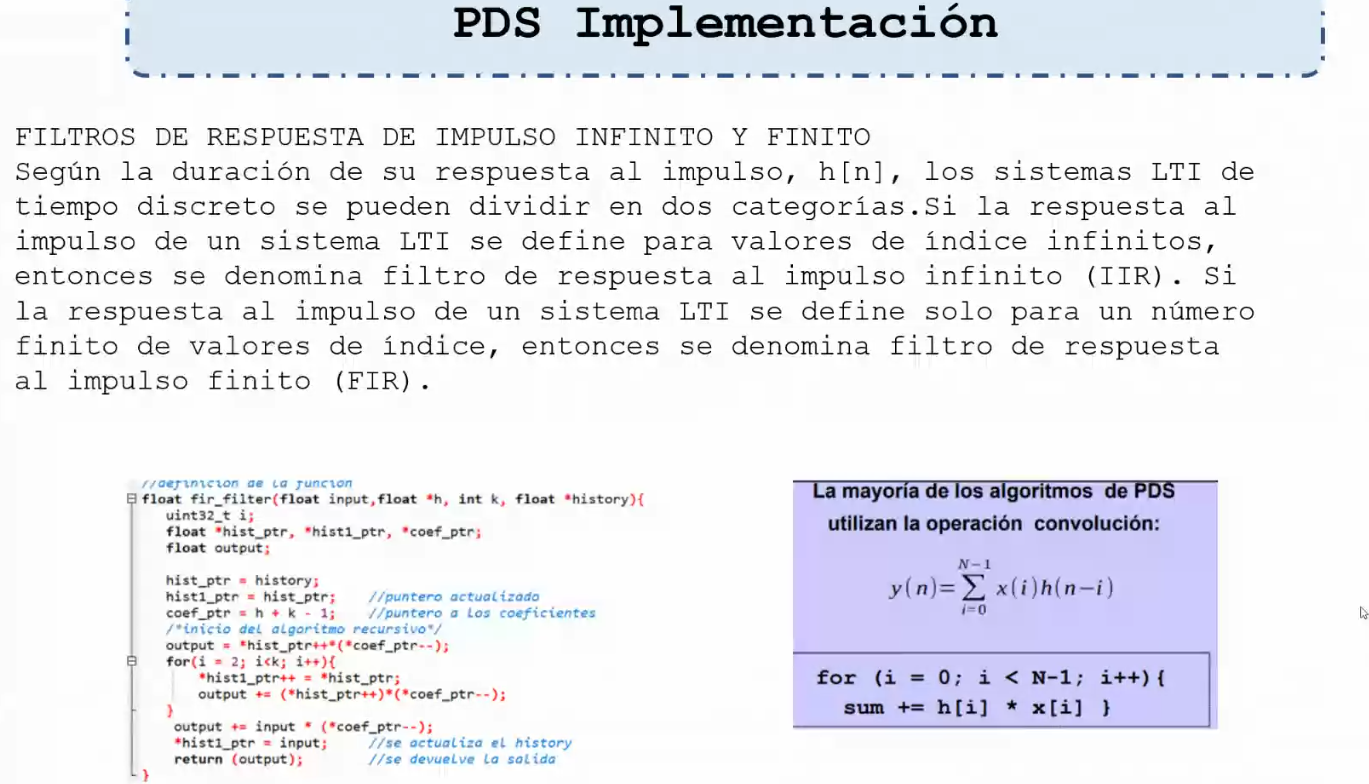 PDS Implementación
FILTROS DE RESPUESTA DE IMPULSO INFINITO Y FINITO
Según la duración de su respuesta al impulso, h[n], los sistemas LTI de
tiempo discreto se pueden dividir en dos categorías.Si la respuesta al
impulso de un sistema LTI se define para valores de índice infinitos,
entonces se denomina filtro de respuesta al impulso infinito (IIR). Si
la respuesta al impulso de un sistema LTI se define solo para un número
finito de valores de índice, entonces se denomina filtro de respuesta
al impulso finito (FIR).
//definicion de la funcion
float fir_filter(float input,float *h, int k, float *history){
uint32_t i;
float *hist_ptr, *hist1_ptr, *coef_ptr;
float output;
hist_ptr = history;
hist1_ptr = hist_ptr; //puntero actualizado
coef_ptr = h + k - 1; //puntero a los coeficientes
/*inicio del algoritmo recursivo*/
output = *hist_ptr++*(*coef_ptr--);
for(i = 2; i<k; i++){
*hist1_ptr++ = *hist_ptr;
output += (*hist_ptr++)*(*coef_ptr--);
}
output += input * (*coef_ptr--);
*hist1_ptr = input; //se actualiza el history
return (output); //se devuelve la salida
}
La mayoría de los algoritmos de PDS
utilizan la operación convolución:
N−1
y(n)=∑ x(i)h(n−i)
i=0
for (i = 0; i < N-1; i++){
sum += h[i] * x[i] }